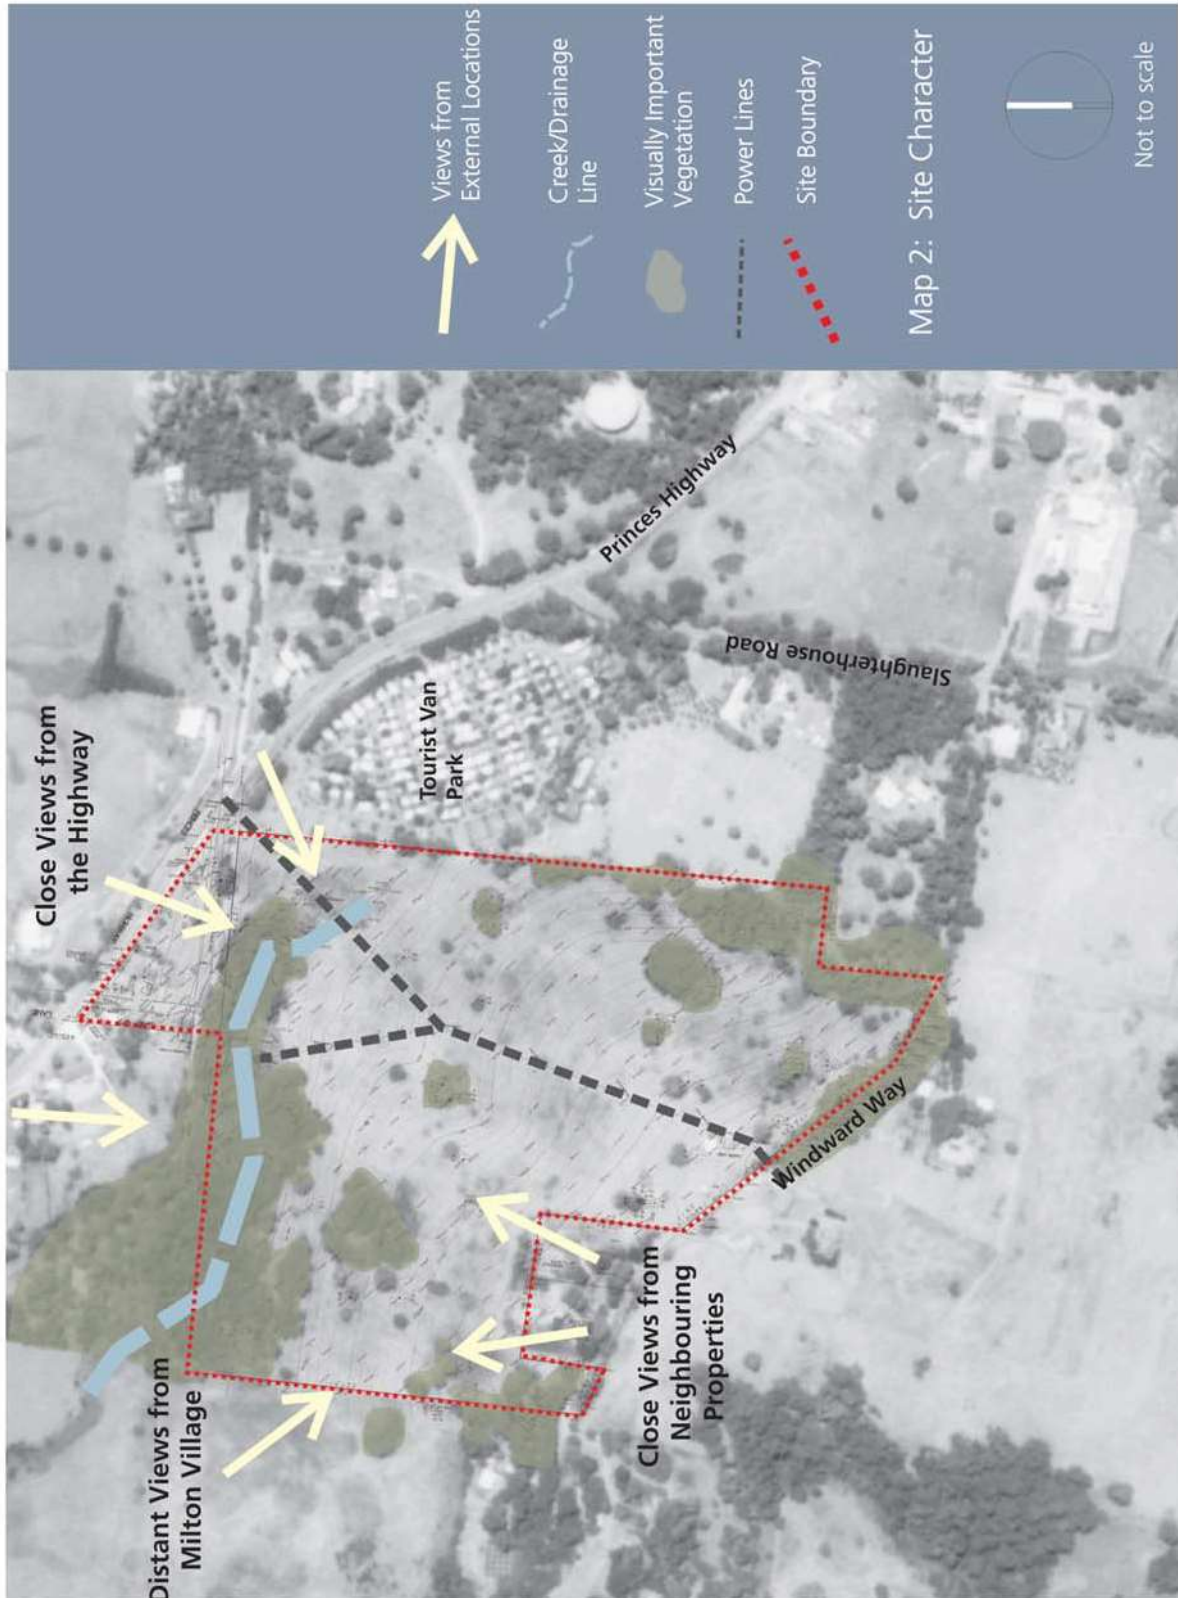 Close Views from
the Highway
Distant Views from
Milton Village
Tourist Van
Park
Princes Highway
Slaughterhouse Road
Windward Way
Close Views from
Neighbouring
Properties
Views from
External Locations
Creek/Drainage
Line
Visually Important
Vegetation
Power Lines
Site Boundary
Map 2: Site Character
Not to scale